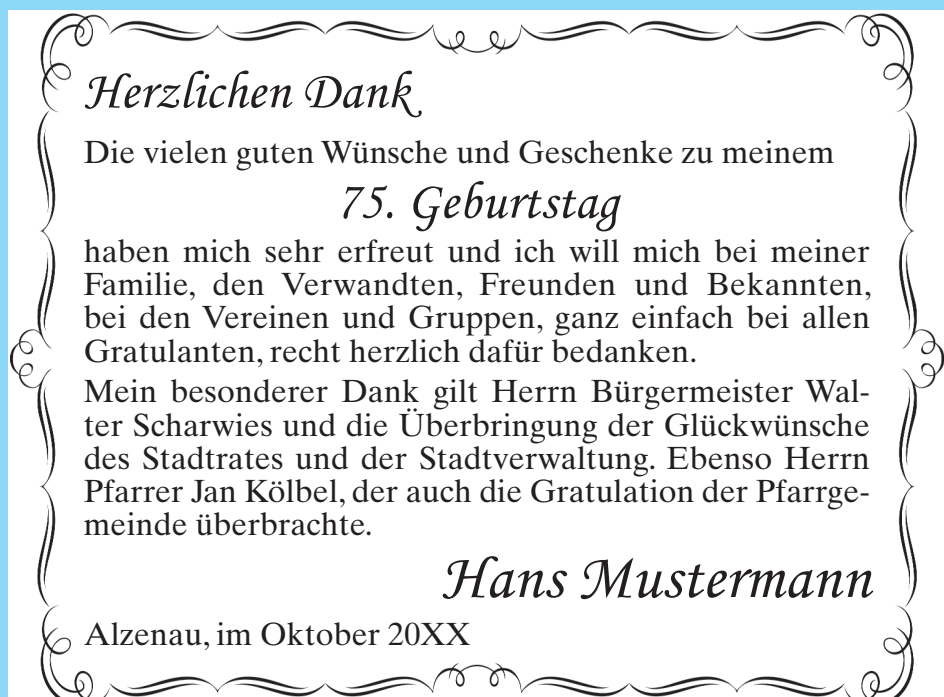 Herzlichen Dank
Die vielen guten Wünsche und Geschenke zu meinem
75. Geburtstag
haben mich sehr erfreut und ich will mich bei meiner
Familie, den Verwandten, Freunden und Bekannten,
bei den Vereinen und Gruppen, ganz einfach bei allen
Gratulanten, recht herzlich dafür bedanken.
Mein besonderer Dank gilt Herrn Bürgermeister Wal-
ter Scharwies und die Überbringung der Glückwünsche
des Stadtrates und der Stadtverwaltung. Ebenso Herrn
Pfarrer Jan Kölbel, der auch die Gratulation der Pfarrge-
meinde überbrachte.
Hans Mustermann
Alzenau, im Oktober 20XX